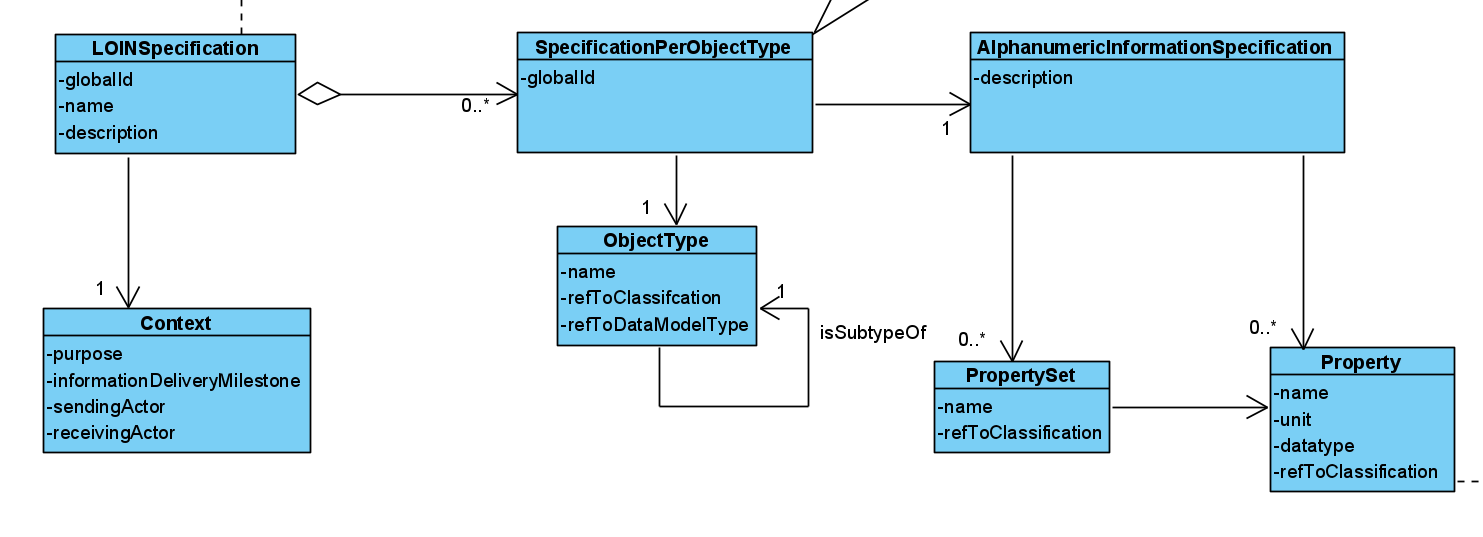 LOINSpecification
-globalId
-name
-description
0..*
SpecificationPerObjectType
-globalId
1
AlphanumericInformationSpecification
-description
1
Context
-purpose
-informationDeliveryMilestone
-sendingActor
-receivingActor
1
ObjectType
-name
-refToClassifcation
-refToDataModelType
1
isSubtypeOf
0..*
PropertySet
-name
-refToClassification
0..*
Property
-name
-unit
-datatype
-refToClassification